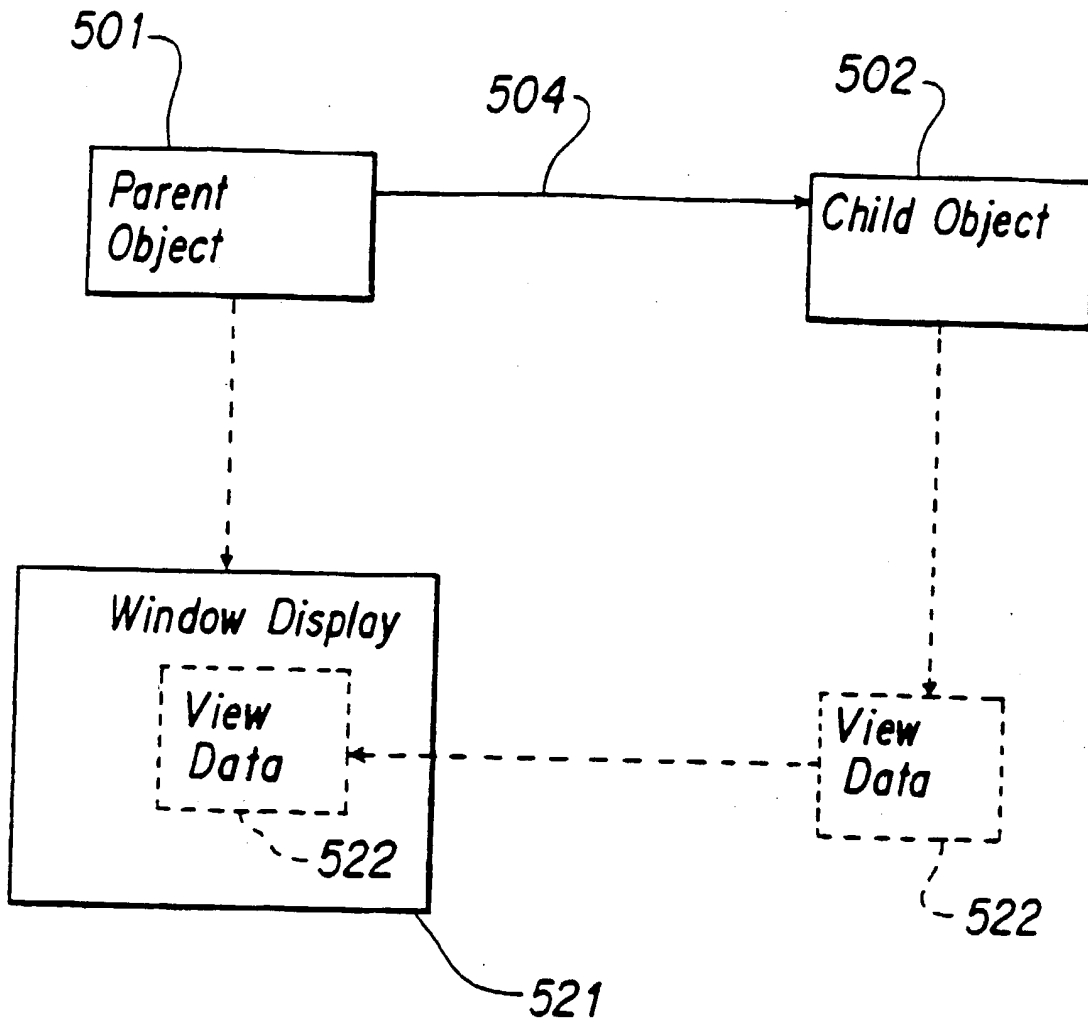 501
504
502
Parent
Object
Child Object
Window Display
View
Data
522
View
Data
522
521